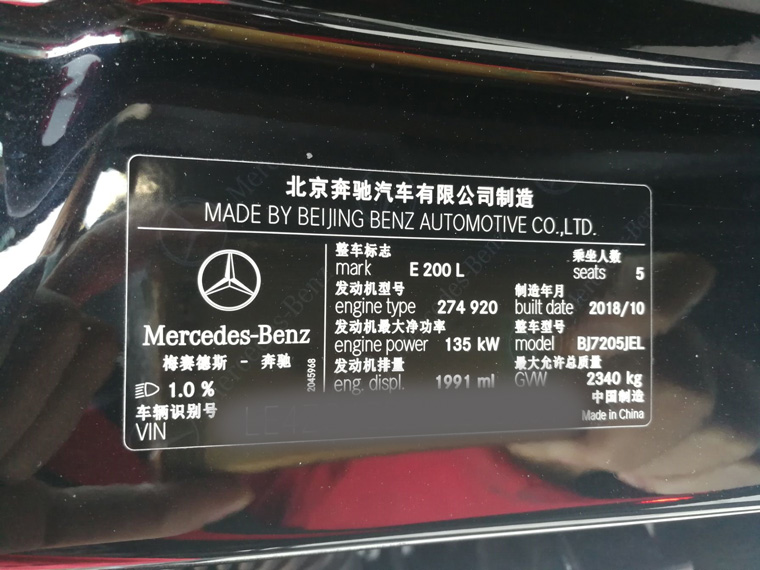 北京奔驰汽车有限公司制造
MADE BY BEIJING BENZ AUTOMOTIVE CO.,LTD.
Mercedes-Benz
梅赛德斯 - 奔驰
1.0 %
整车标志
mark E 200 L
乘坐人数
seats 5
发动机型号
engine type 274 920
制造年月
built date 2018/10
发动机最大净功率
engine power 135 kW
整车型号
model BJ7205JEL
发动机排量
eng. displ. 1991 ml
最大允许总质量
GVW 2340 kg
2045968
中国制造
Made in China
车辆识别号
VIN